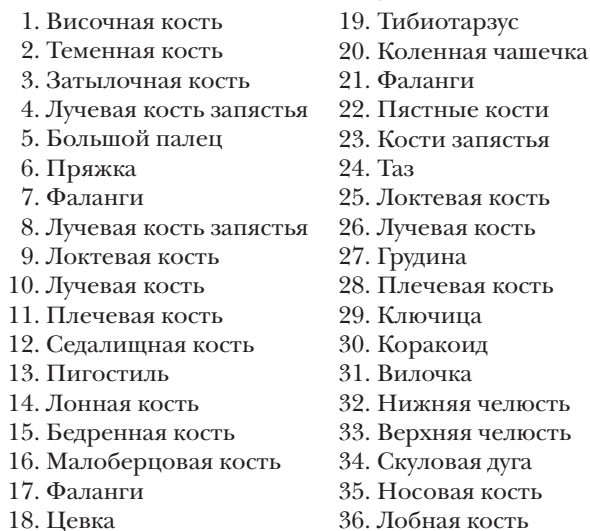 1. Височная кость
2. Теменная кость
3. Затылочная кость
4. Лучевая кость запястья
5. Большой палец
6. Пряжка
7. Фаланги
8. Лучевая кость запястья
9. Локтевая кость
10. Лучевая кость
11. Плечевая кость
12. Седалищная кость
13. Пигостиль
14. Лонная кость
15. Бедренная кость
16. Малоберцовая кость
17. Фаланги
18. Цевка
19. Тибиотарзус
20. Коленная чашечка
21. Фаланги
22. Пястные кости
23. Кости запястья
24. Таз
25. Локтевая кость
26. Лучевая кость
27. Грудина
28. Плечевая кость
29. Ключица
30. Коракоид
31. Вилочка
32. Нижняя челюсть
33. Верхняя челюсть
34. Скуловая дуга
35. Носовая кость
36. Лобная кость